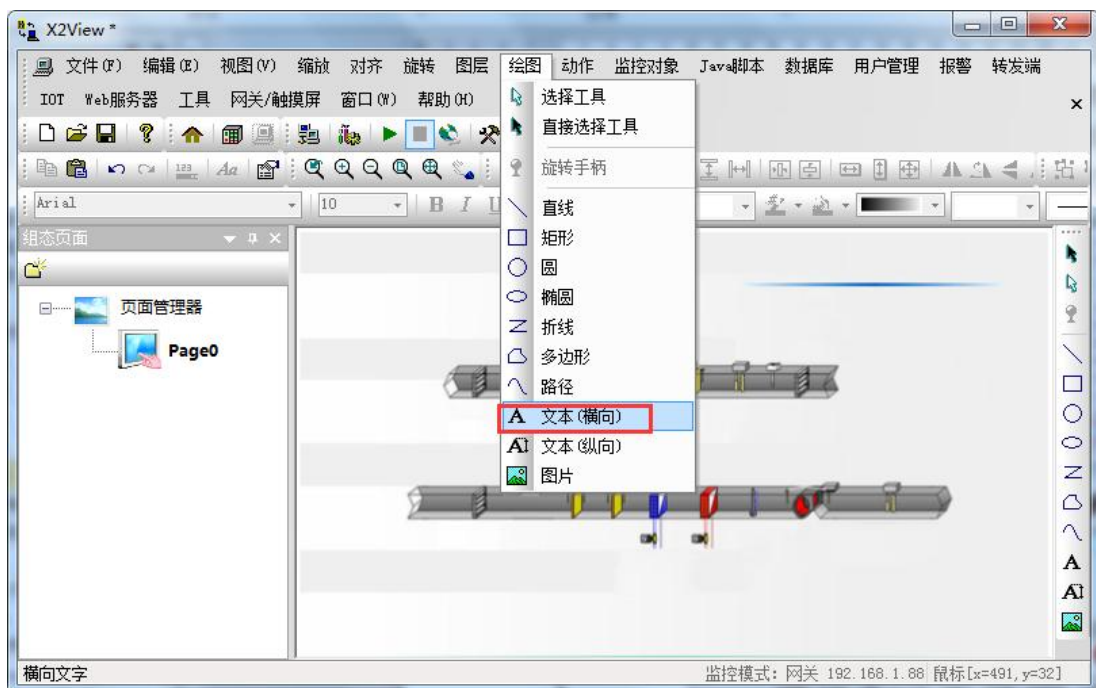 X2View *
文件(F) 编辑(E) 视图(V) 缩放 对齐 旋转 图层 绘图 动作 监控对象 Java脚本 数据库 用户管理 报警 转发端
IOT Web服务器 工具 网关/触摸屏 窗口(W) 帮助(H)
选择工具
直接选择工具
123
Aa
旋转手柄
Arial 10 B I U
直线
组态页面
矩形
圆
页面管理器
椭圆
折线
Page0
多边形
路径
A 文本(横向)
A 文本(纵向)
图片
A
A
横向文字
监控模式: 网关 192.168.1.88 鼠标[x=491, y=32]